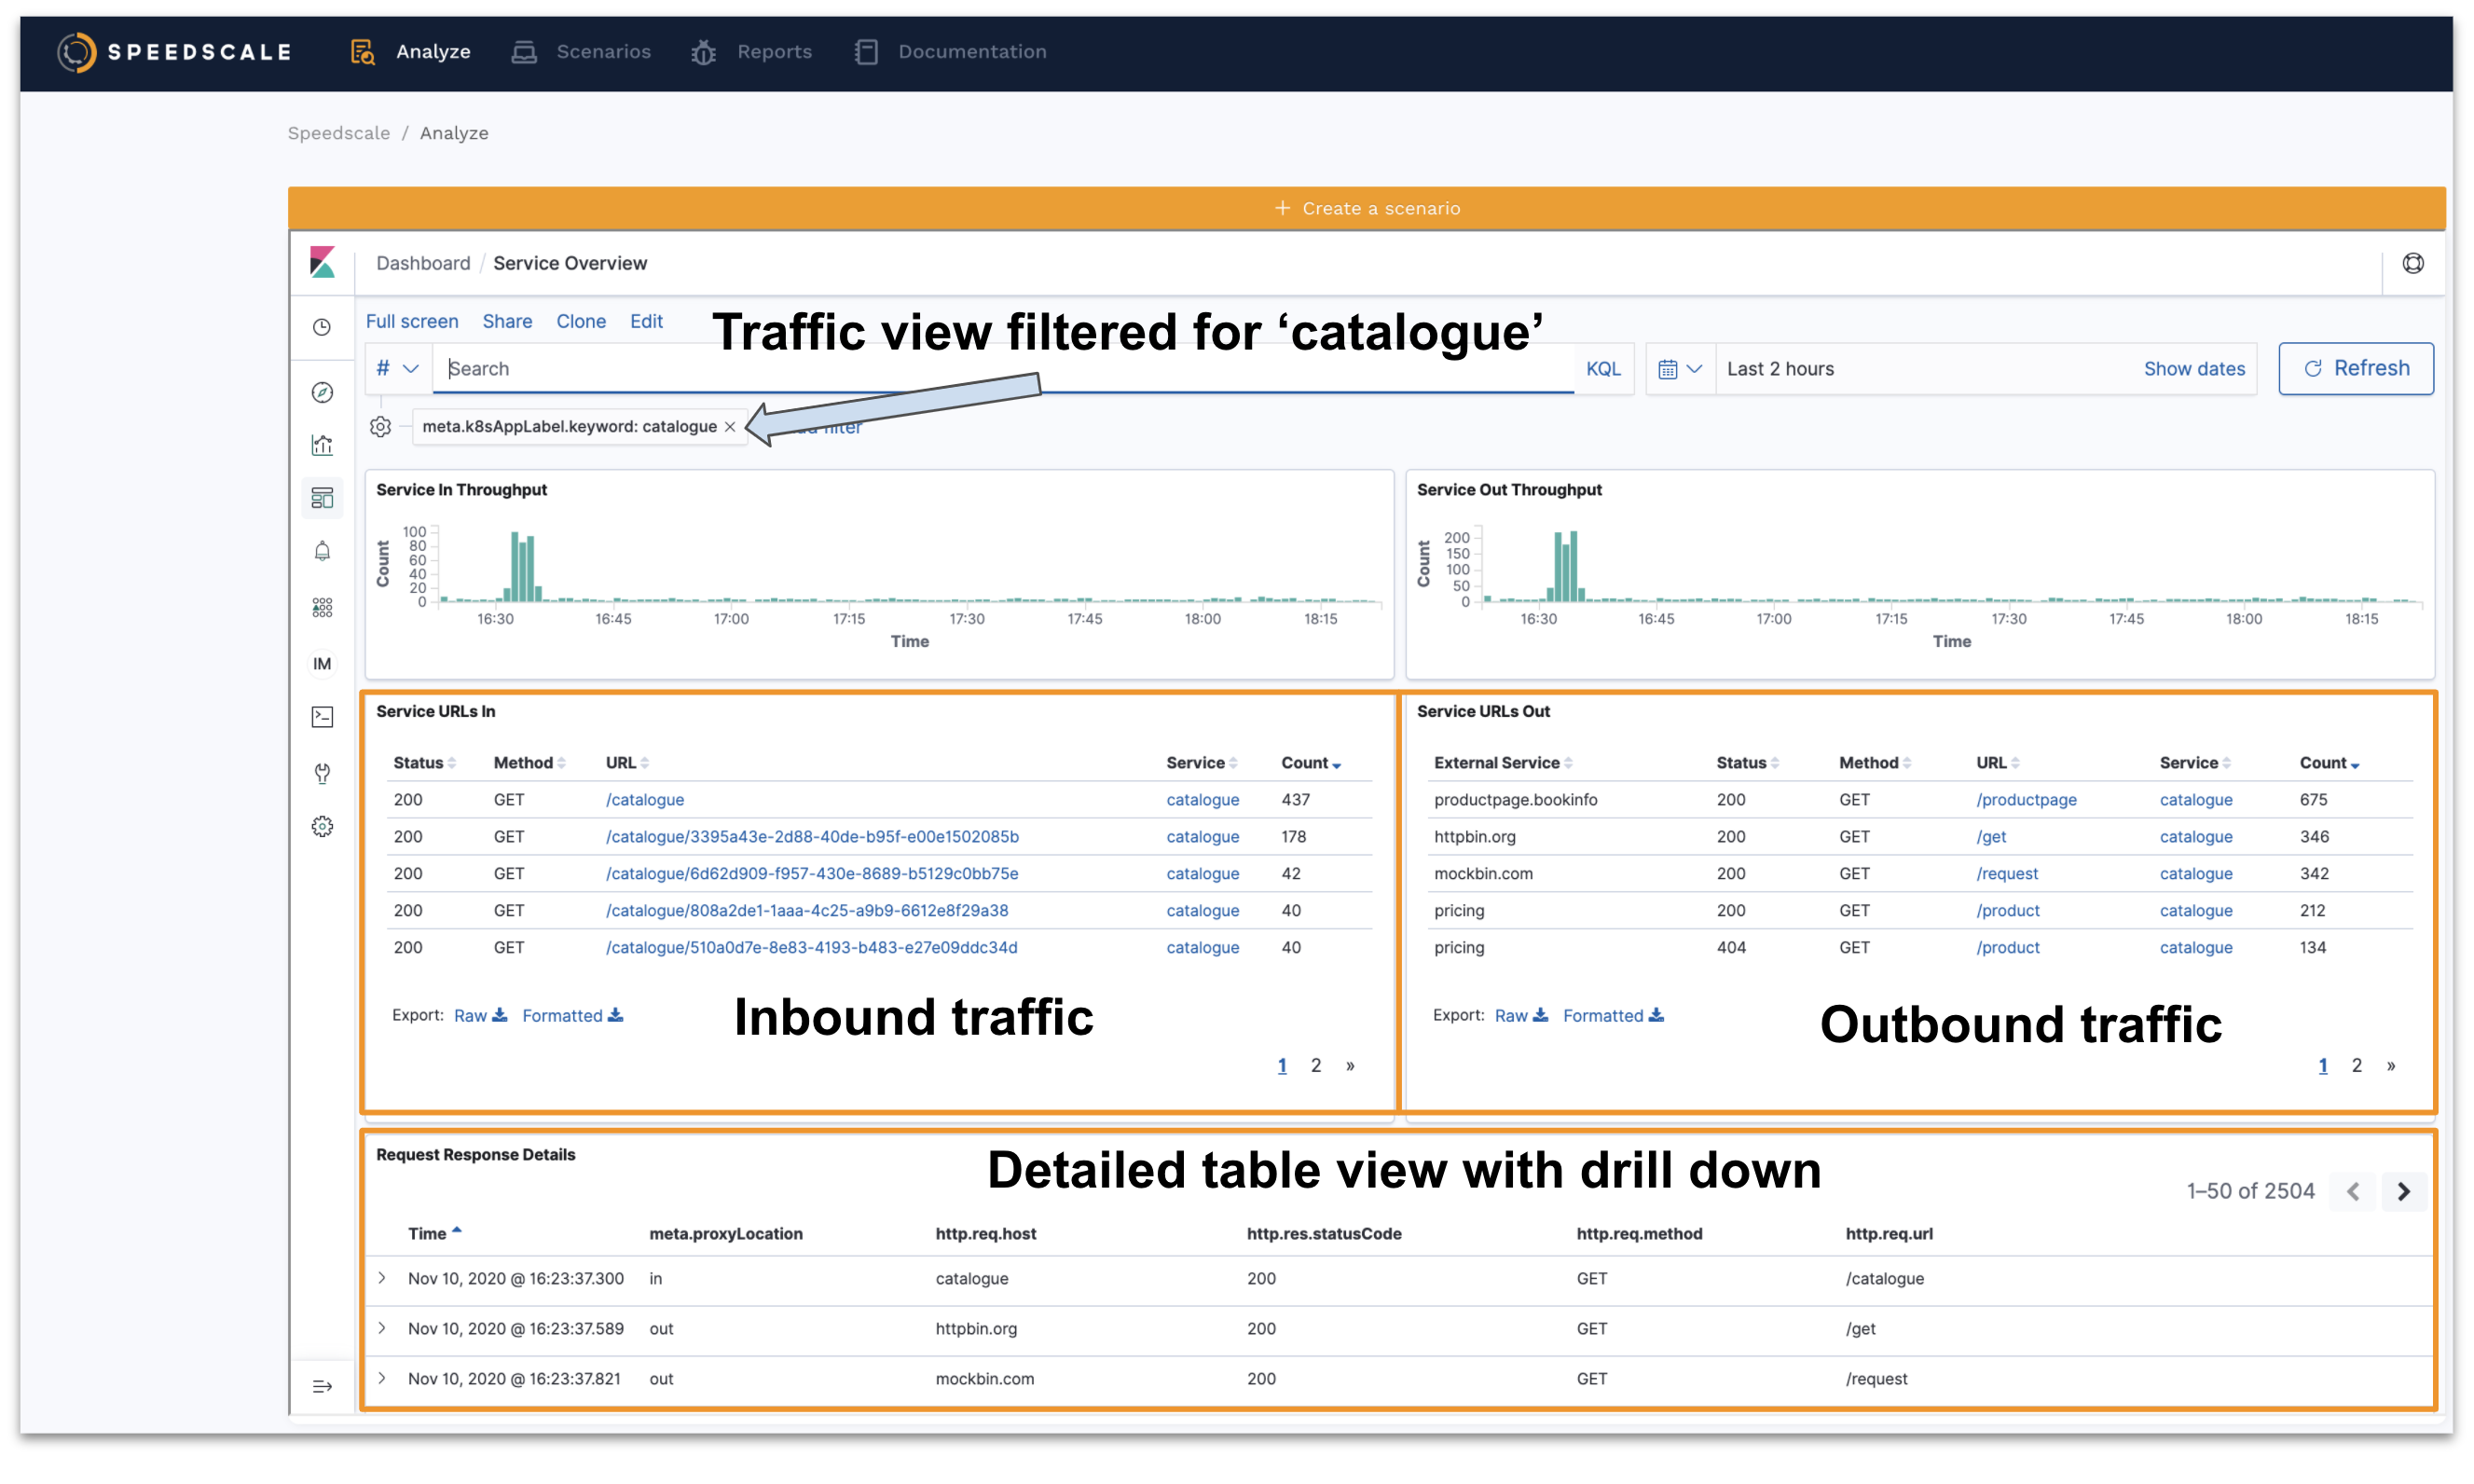 SPEEDSCALE Analyze Scenarios Reports Documentation
Speedscale / Analyze
+ Create a scenario
Dashboard / Service Overview
Full screen Share Clone Edit
Traffic view filtered for ‘catalogue’
# Search KQL Last 2 hours Show dates Refresh
meta.k8sAppLabel.keyword: catalogue × filter
Service In Throughput
Count
100
80
60
40
20
0
16:30 16:45 17:00 17:15 17:30 17:45 18:00 18:15
Time
Service Out Throughput
Count
200
150
100
50
0
16:30 16:45 17:00 17:15 17:30 17:45 18:00 18:15
Time
IM
Service URLs In
Status Method URL Service Count
200 GET /catalogue catalogue 437
200 GET /catalogue/3395a43e-2d88-40de-b95f-e00e1502085b catalogue 178
200 GET /catalogue/6d62d909-f957-430e-8689-b5129c0bb75e catalogue 42
200 GET /catalogue/808a2de1-1aaa-4c25-a9b9-6612e8f29a38 catalogue 40
200 GET /catalogue/510a0d7e-8e83-4193-b483-e27e09ddc34d catalogue 40
Export: Raw Formatted
Inbound traffic
1 2 »
Service URLs Out
External Service Status Method URL Service Count
productpage.bookinfo 200 GET /productpage catalogue 675
httpbin.org 200 GET /get catalogue 346
mockbin.com 200 GET /request catalogue 342
pricing 200 GET /product catalogue 212
pricing 404 GET /product catalogue 134
Export: Raw Formatted
Outbound traffic
1 2 »
Request Response Details
Detailed table view with drill down
1–50 of 2504
Time meta.proxyLocation http.req.host http.res.statusCode http.req.method http.req.url
Nov 10, 2020 @ 16:23:37.300 in catalogue 200 GET /catalogue
Nov 10, 2020 @ 16:23:37.589 out httpbin.org 200 GET /get
Nov 10, 2020 @ 16:23:37.821 out mockbin.com 200 GET /request